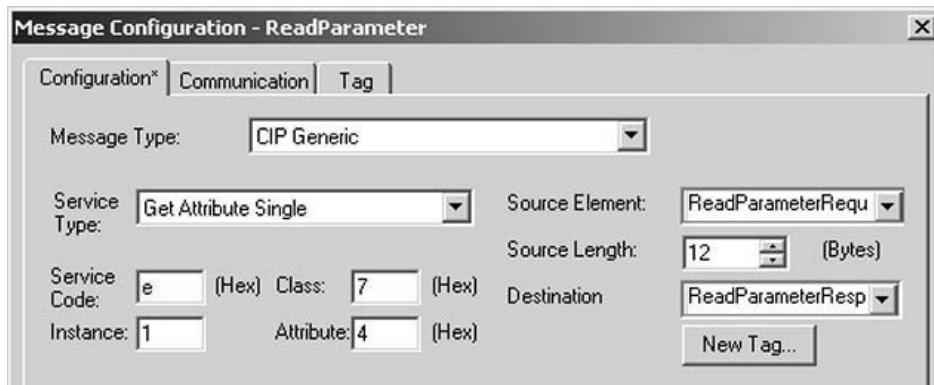 Message Configuration - ReadParameter
Configuration* Communication Tag
Message Type: CIP Generic
Service Type: Get Attribute Single
Source Element: ReadParameterRequ
Source Length: 12 (Bytes)
Service Code: e (Hex) Class: 7 (Hex)
Destination ReadParameterResp
Instance: 1 Attribute: 4 (Hex)
New Tag...